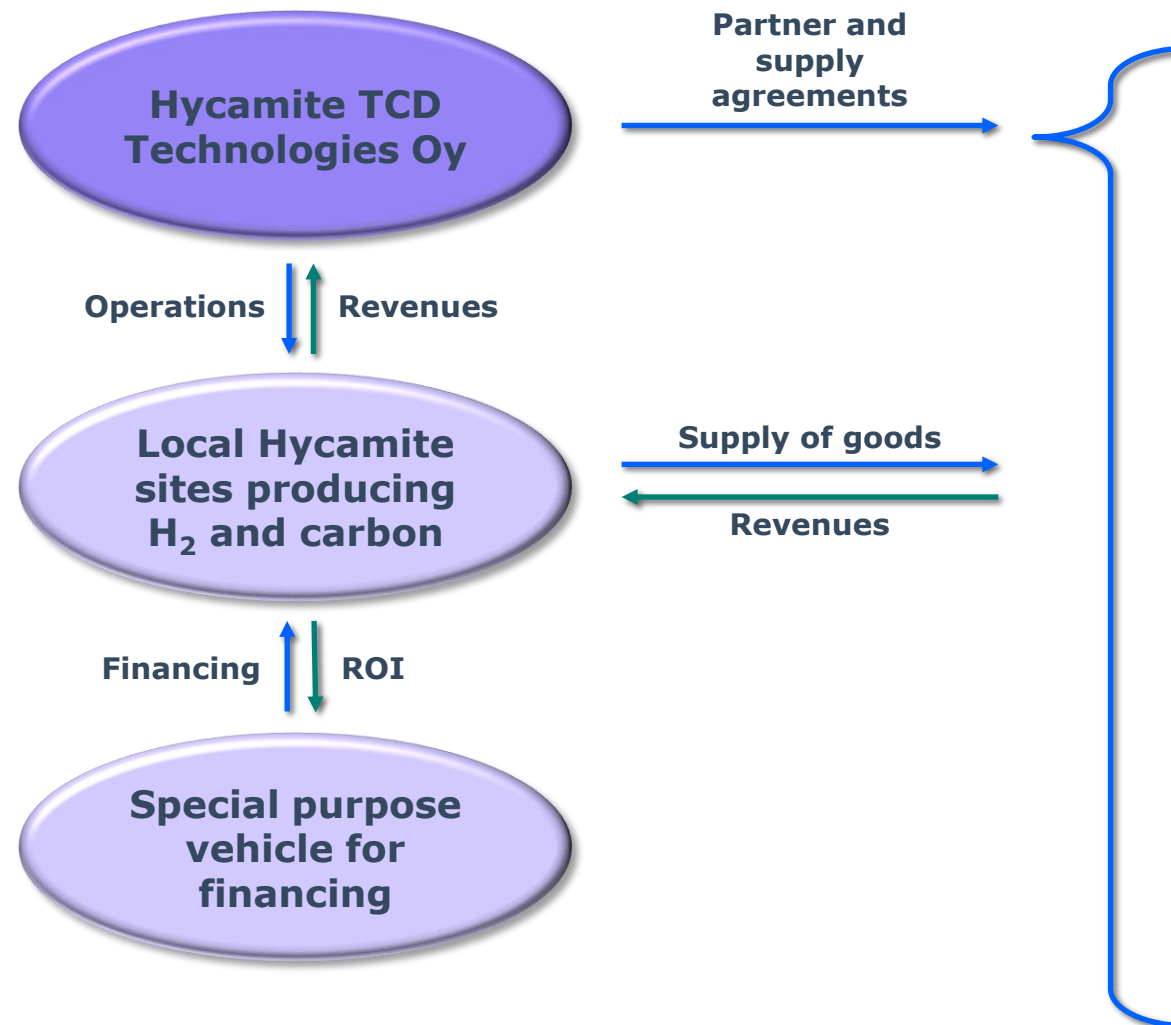 Partner and
supply
agreements
Hycamite TCD
Technologies Oy
Operations
Revenues
Local Hycamite
sites producing
H₂ and carbon
Supply of goods
Revenues
Financing
ROI
Special purpose
vehicle for
financing